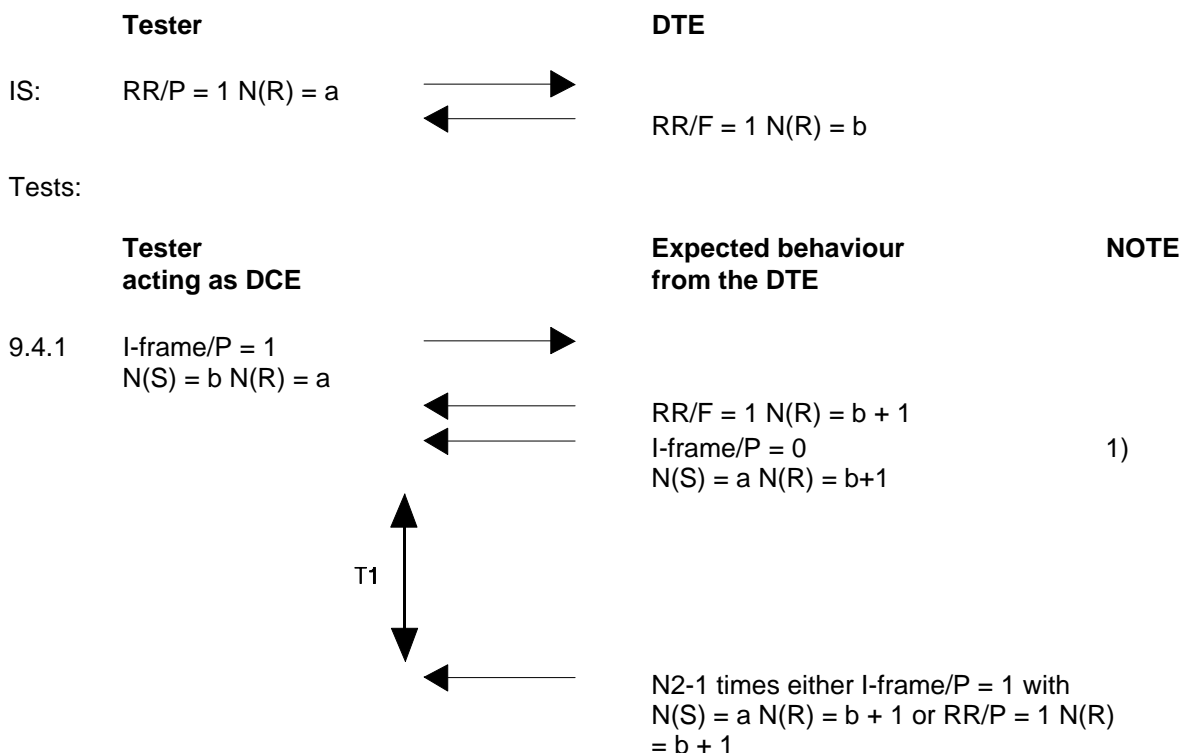 Tester DTE
IS: RR/P = 1 N(R) = a
RR/F = 1 N(R) = b
Tests:
Tester Expected behaviour NOTE
acting as DCE from the DTE
9.4.1 I-frame/P = 1
N(S) = b N(R) = a
RR/F = 1 N(R) = b + 1
I-frame/P = 0 1)
N(S) = a N(R) = b+1
T1
N2-1 times either I-frame/P = 1 with
N(S) = a N(R) = b + 1 or RR/P = 1 N(R)
= b + 1